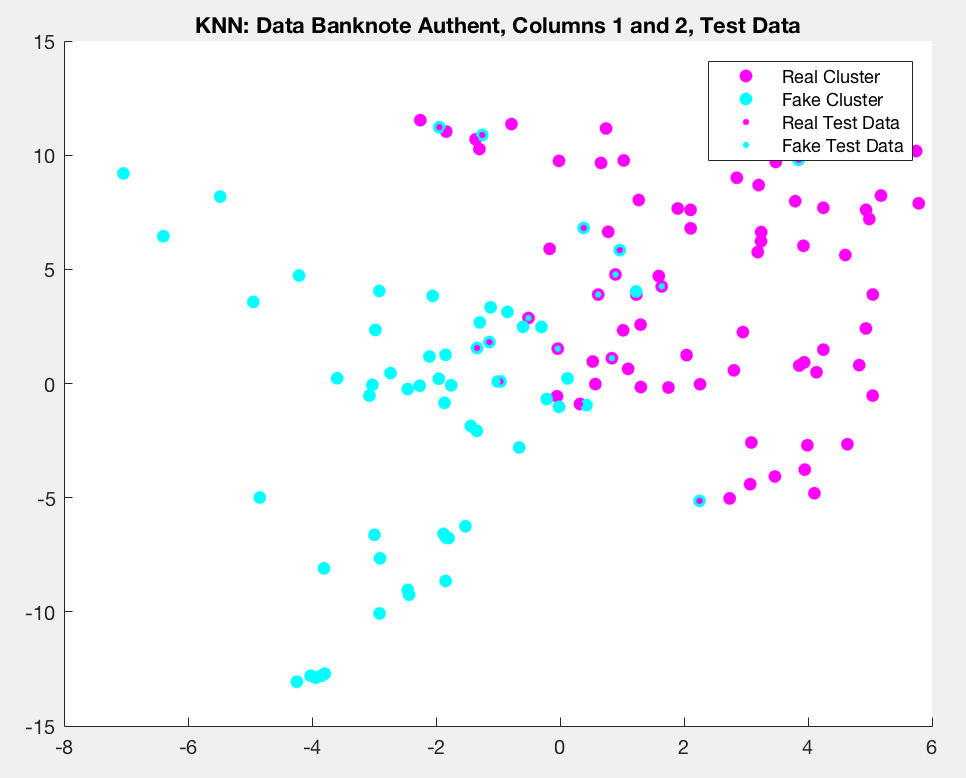 KNN: Data Banknote Authent, Columns 1 and 2, Test Data
Real Cluster
Fake Cluster
Real Test Data
Fake Test Data
15
10
5
0
-5
-10
-15
-8 -6 -4 -2 0 2 4 6